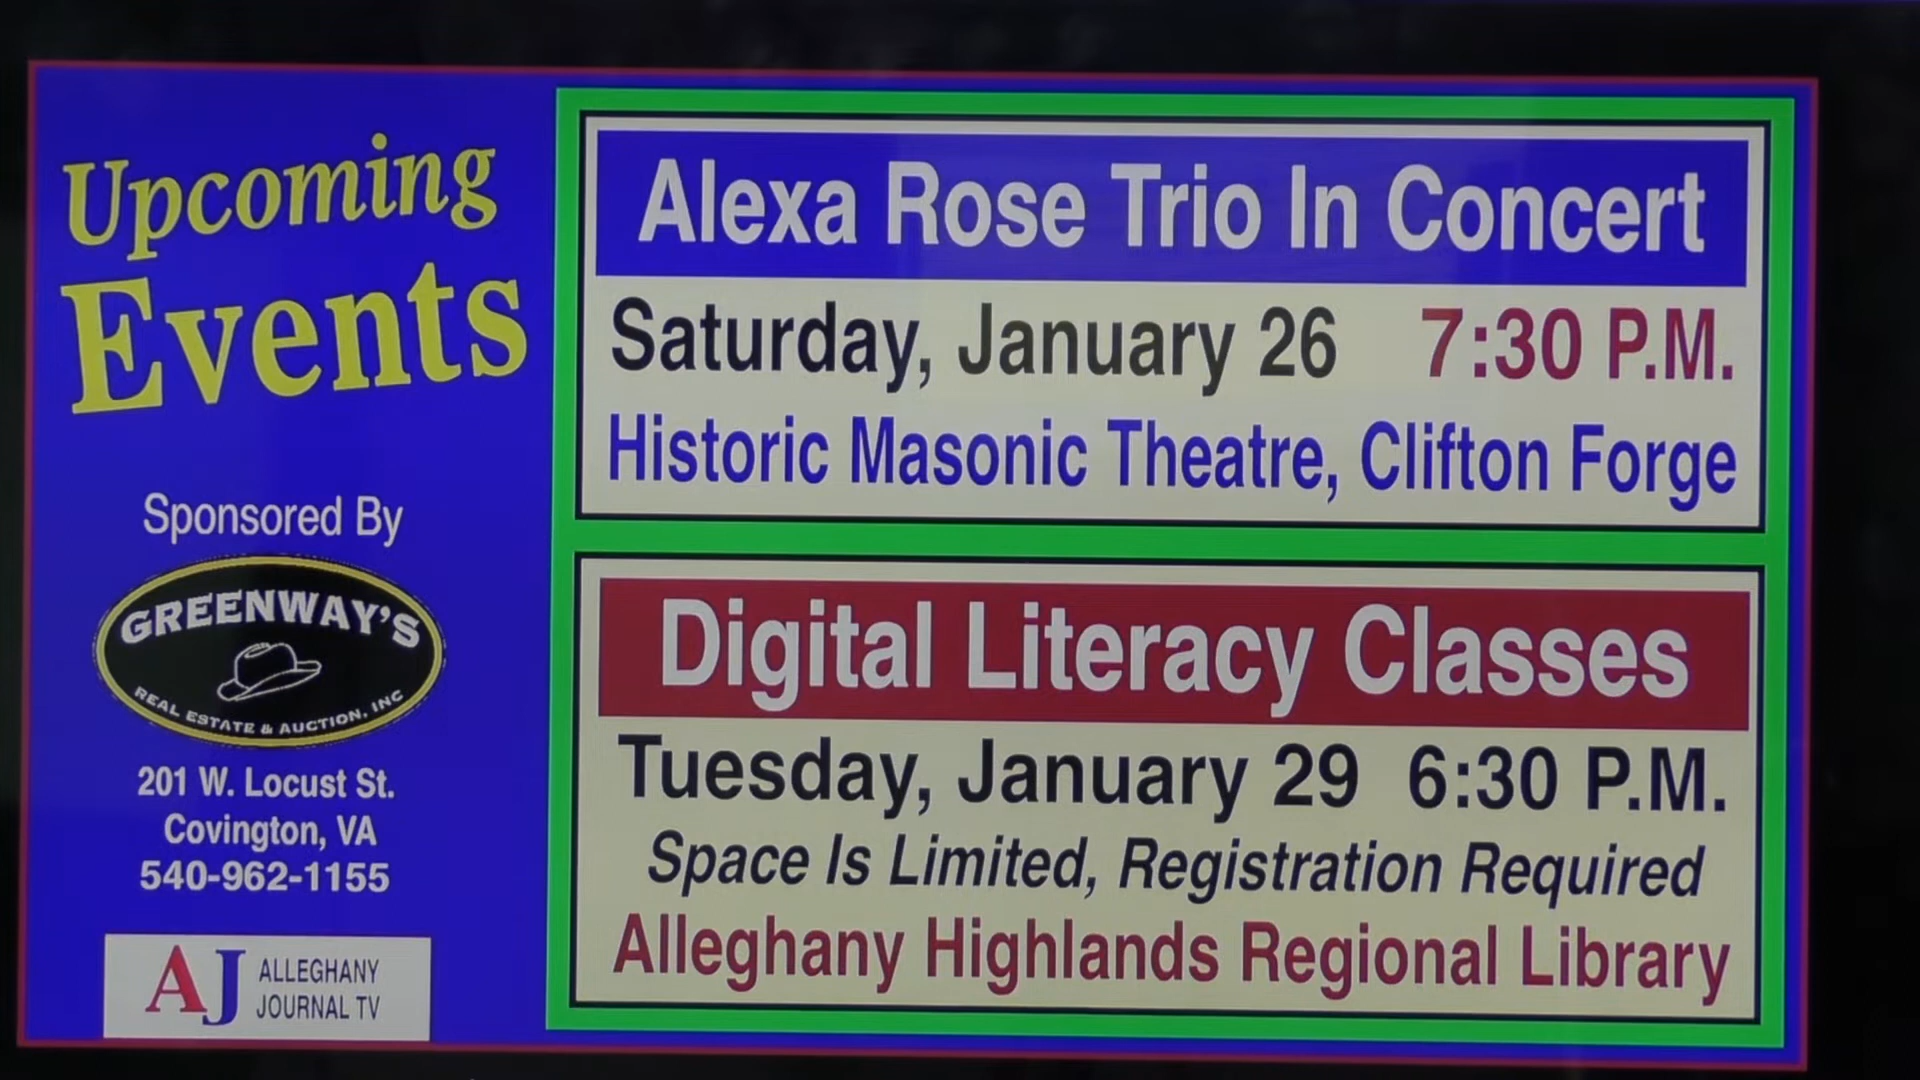 Upcoming
Events
Sponsored By
GREENWAY'S
REAL ESTATE & AUCTION, INC
201 W. Locust St.
Covington, VA
540-962-1155
AJ ALLEGHANY
JOURNAL TV
Alexa Rose Trio In Concert
Saturday, January 26 7:30 P.M.
Historic Masonic Theatre, Clifton Forge
Digital Literacy Classes
Tuesday, January 29 6:30 P.M.
Space Is Limited, Registration Required
Alleghany Highlands Regional Library